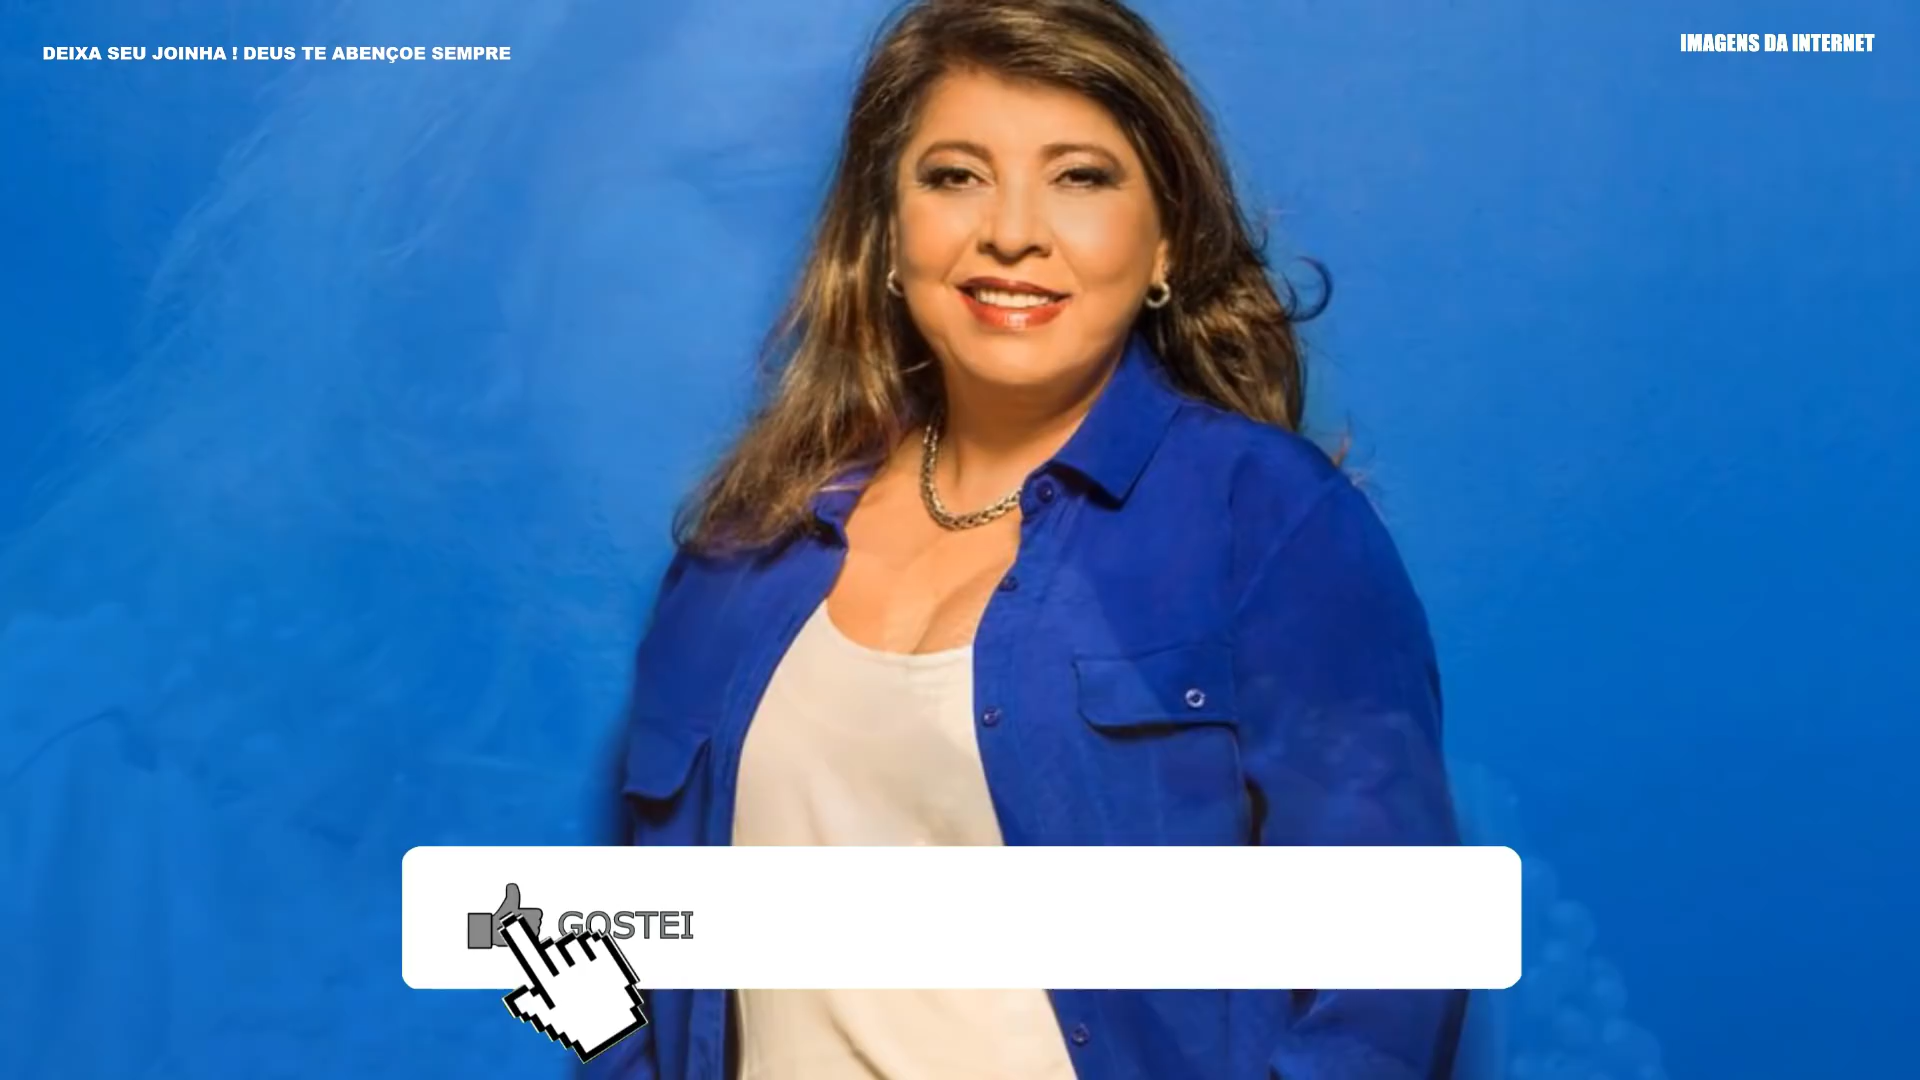 DEIXA SEU JOINHA ! DEUS TE ABENÇOE SEMPRE
IMAGENS DA INTERNET
GOSTEI